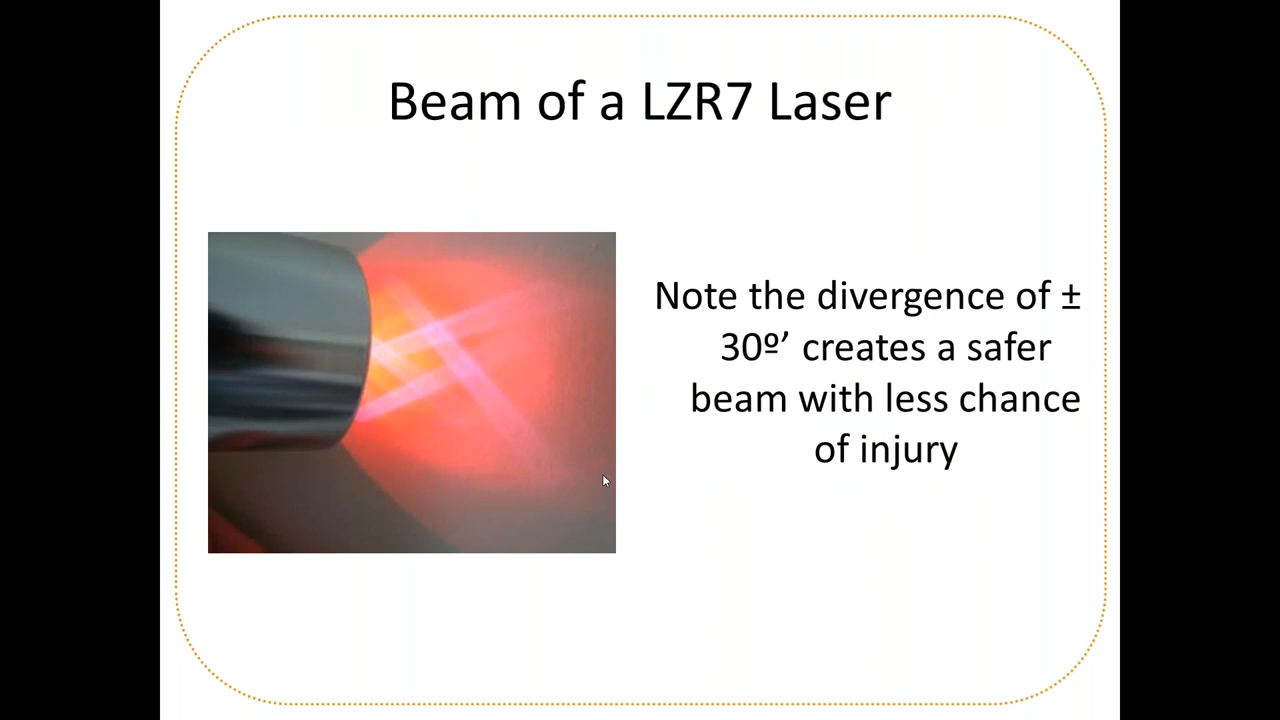 Beam of a LZR7 Laser
Note the divergence of ±
30º’ creates a safer
beam with less chance
of injury